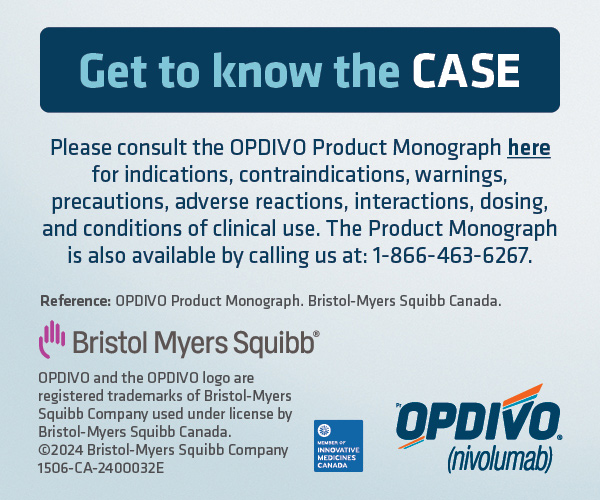 Get to know the CASE
Please consult the OPDIVO Product Monograph here
for indications, contraindications, warnings,
precautions, adverse reactions, interactions, dosing,
and conditions of clinical use. The Product Monograph
is also available by calling us at: 1-866-463-6267.
Reference: OPDIVO Product Monograph. Bristol-Myers Squibb Canada.
Bristol Myers Squibb®
OPDIVO and the OPDIVO logo are
registered trademarks of Bristol-Myers
Squibb Company used under license by
Bristol-Myers Squibb Canada.
©2024 Bristol-Myers Squibb Company
1506-CA-2400032E
MEMBER OF
INNOVATIVE
MEDICINES
CANADA
Pr OPDIVO®
(nivolumab)